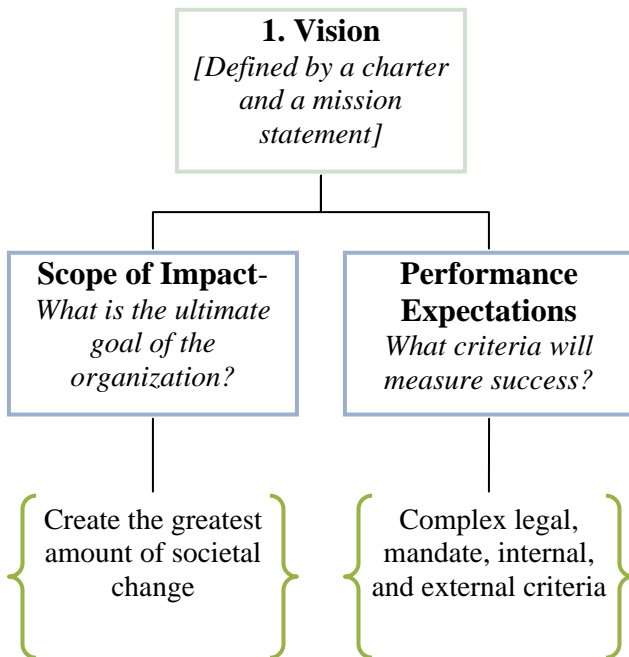 1. Vision
[Defined by a charter
and a mission
statement]
Scope of Impact-
What is the ultimate
goal of the
organization?
Performance
Expectations
What criteria will
measure success?
Create the greatest
amount of societal
change
Complex legal,
mandate, internal,
and external criteria